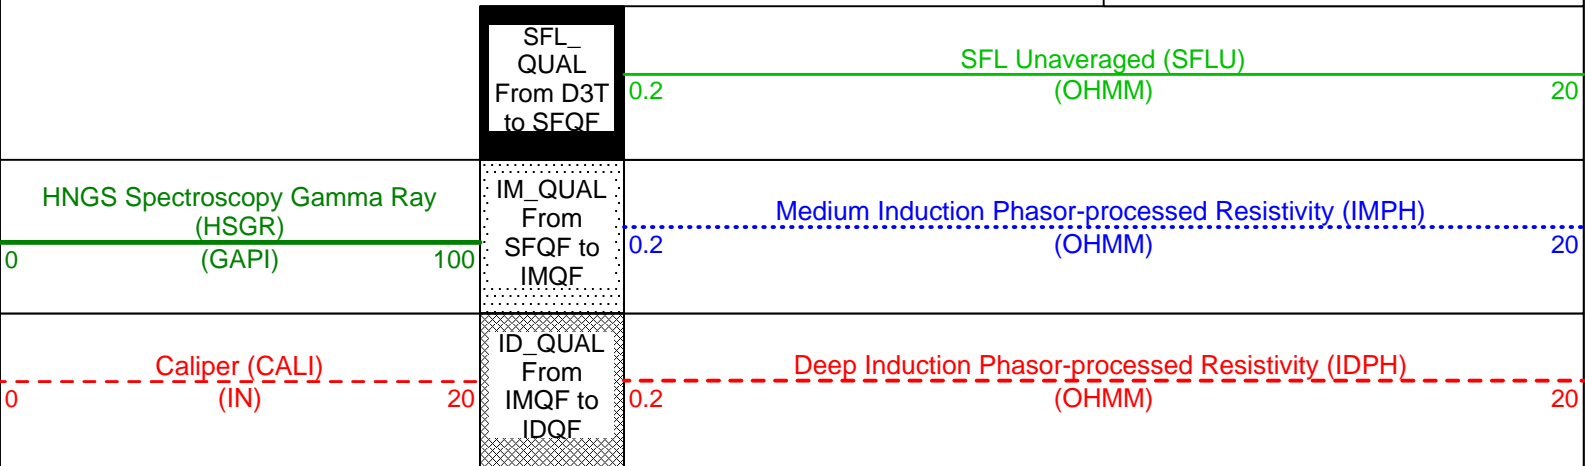 SFL_
QUAL
From D3T
to SFQF
SFL Unaveraged (SFLU)
0.2 (OHMM) 20
HNGS Spectroscopy Gamma Ray
(HSGR)
0 (GAPI) 100
IM_QUAL
From
SFQF to
IMQF
Medium Induction Phasor-processed Resistivity (IMPH)
0.2 (OHMM) 20
Caliper (CALI)
0 (IN) 20
ID_QUAL
From
IMQF to
IDQF
Deep Induction Phasor-processed Resistivity (IDPH)
0.2 (OHMM) 20